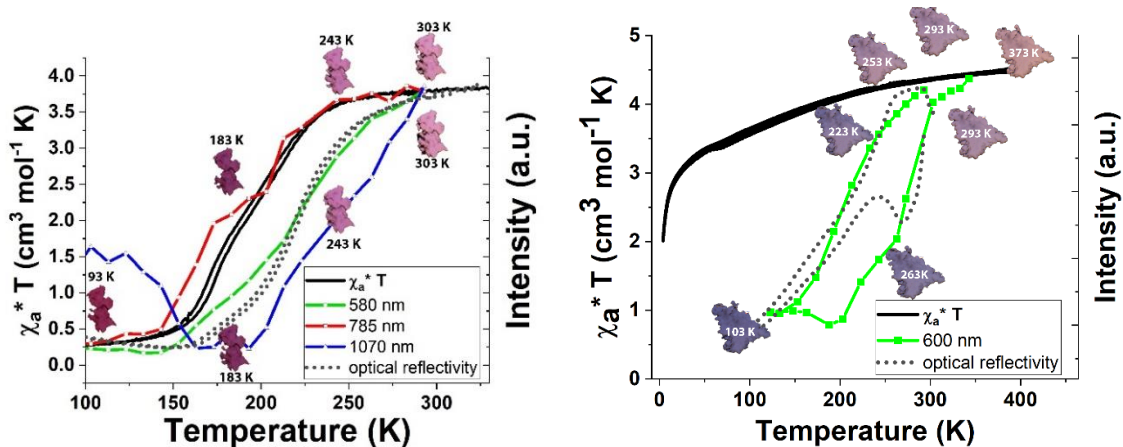 243 K
303 K
4.0
3.5
3.0
2.5
2.0
1.5
1.0
0.5
0.0
χa* T (cm³ mol⁻¹ K)
183 K
303 K
243 K
93 K
183 K
χa* T
580 nm
785 nm
1070 nm
optical reflectivity
100 150 200 250 300
Temperature (K)
Intensity (a.u.)
5
4
3
2
1
0
χa* T (cm³ mol⁻¹ K)
293 K
253 K
373 K
223 K
293 K
263K
103 K
χa* T
600 nm
optical reflectivity
0 100 200 300 400
Temperature (K)
Intensity (a.u.)